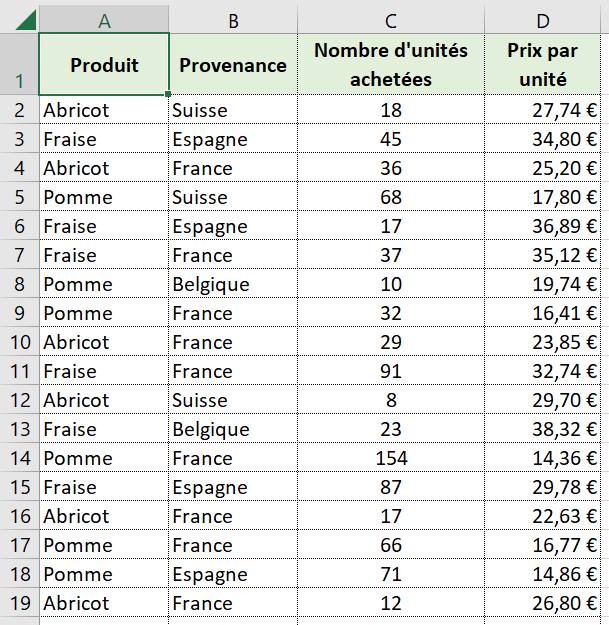 A B C D
1 Produit Provenance Nombre d'unités achetées Prix par unité
2 Abricot Suisse 18 27,74 €
3 Fraise Espagne 45 34,80 €
4 Abricot France 36 25,20 €
5 Pomme Suisse 68 17,80 €
6 Fraise Espagne 17 36,89 €
7 Fraise France 37 35,12 €
8 Pomme Belgique 10 19,74 €
9 Pomme France 32 16,41 €
10 Abricot France 29 23,85 €
11 Fraise France 91 32,74 €
12 Abricot Suisse 8 29,70 €
13 Fraise Belgique 23 38,32 €
14 Pomme France 154 14,36 €
15 Fraise Espagne 87 29,78 €
16 Abricot France 17 22,63 €
17 Pomme France 66 16,77 €
18 Pomme Espagne 71 14,86 €
19 Abricot France 12 26,80 €